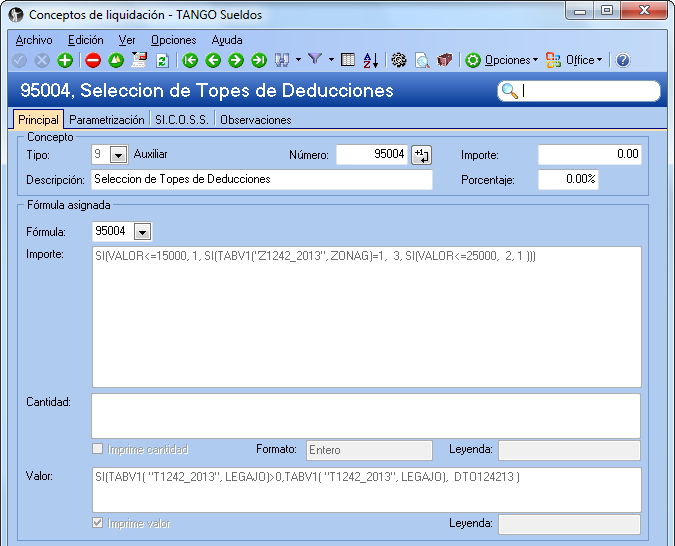 Conceptos de liquidación - TANGO Sueldos
Archivo Edición Ver Opciones Ayuda
Opciones Office
95004, Seleccion de Topes de Deducciones
Principal Parametrización SI.C.O.S.S. Observaciones
Concepto
Tipo: 9 Auxiliar Número: 95004 Importe: 0.00
Descripción: Seleccion de Topes de Deducciones Porcentaje: 0.00%
Fórmula asignada
Fórmula: 95004
Importe: SI(VALOR<=15000, 1, SI(TABV1("Z1242_2013", ZONAG)=1, 3, SI(VALOR<=25000, 2, 1 )))
Cantidad:
Imprime cantidad Formato: Entero Leyenda:
Valor: SI(TABV1( "T1242_2013", LEGAJO)>0,TABV1( "T1242_2013", LEGAJO), DTO124213 )
Imprime valor Leyenda: